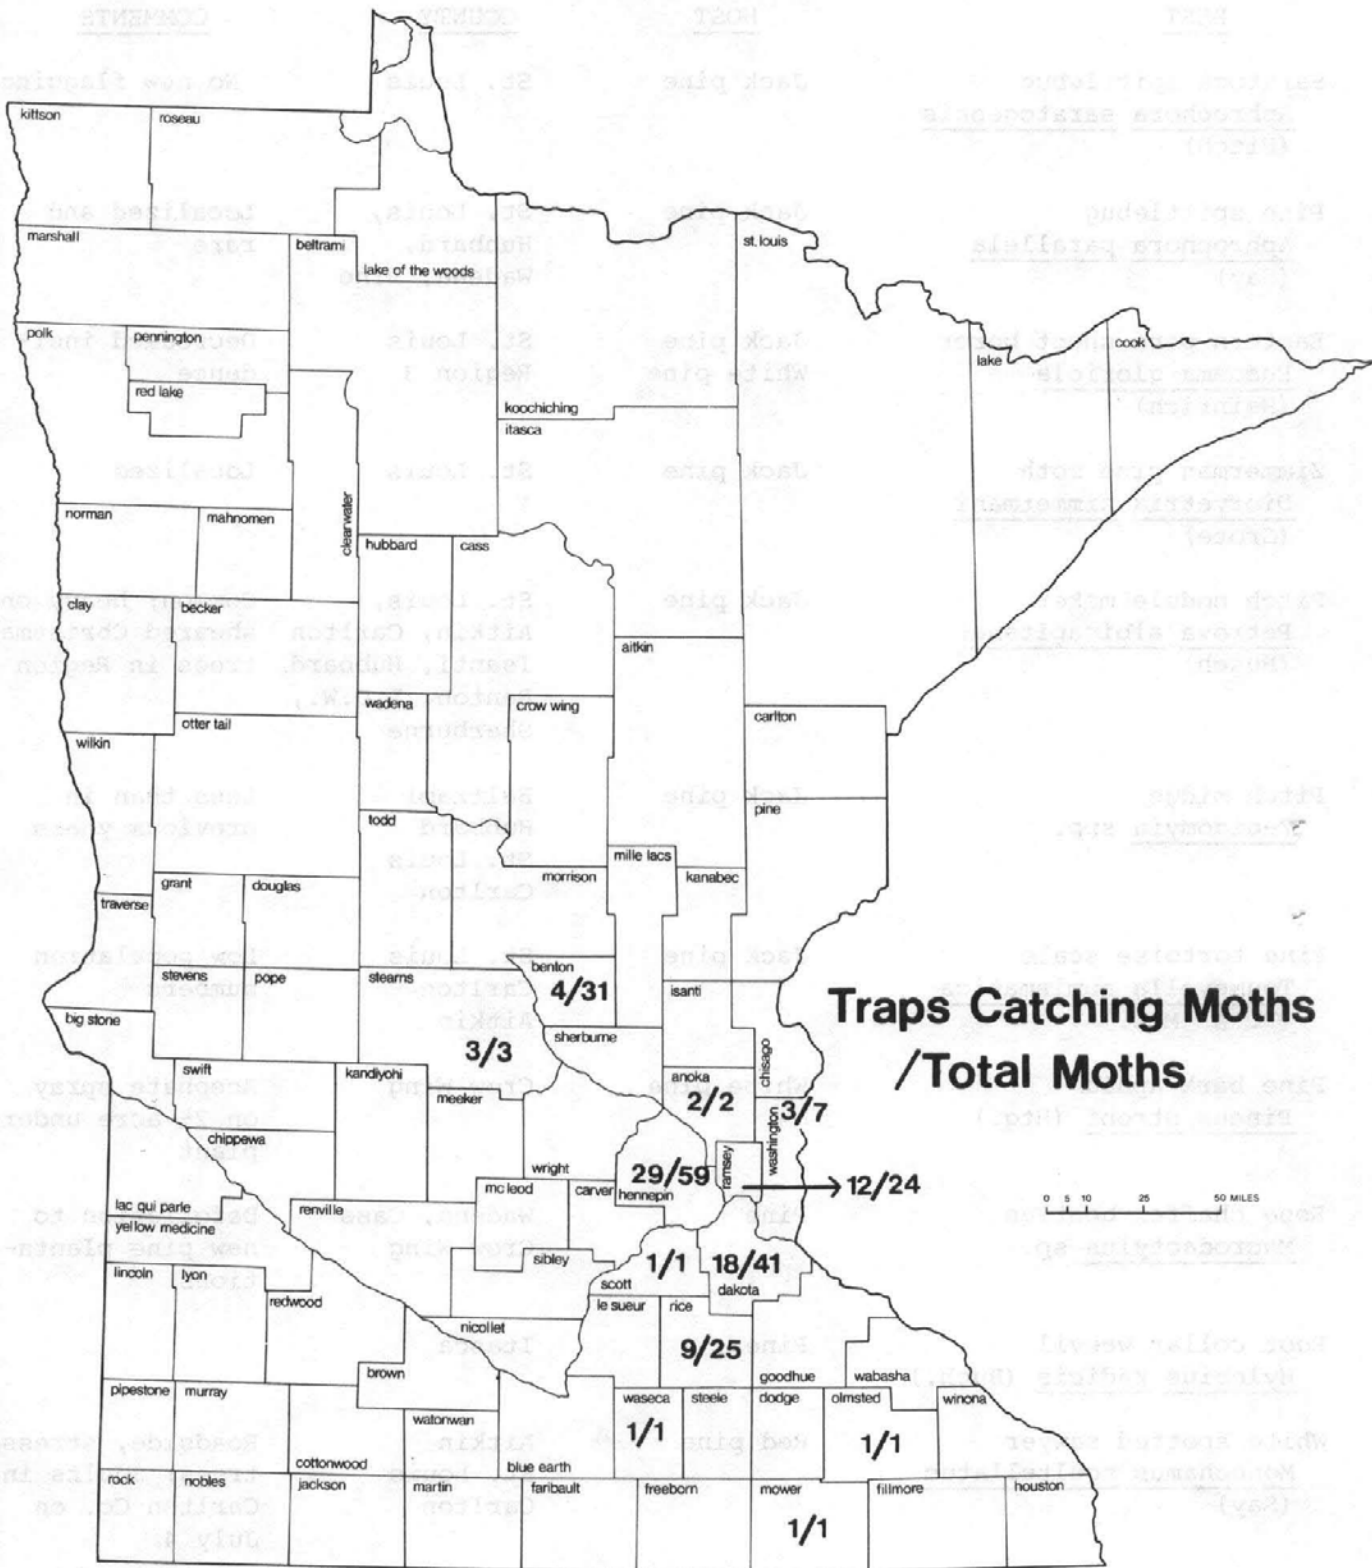 kittson
roseau
marshall
beltrami
lake of the woods
st. louis
polk
pennington
red lake
lake
cook
koochiching
itasca
norman
mahnomen
clearwater
hubbard
cass
clay
becker
aitkin
wadena
crow wing
carlton
otter tail
wilkin
pine
todd
mille lacs
morrison
kanabec
grant
douglas
traverse
stevens
pope
stearns
benton
4/31
isanti
Traps Catching Moths
/Total Moths
big stone
3/3
sherburne
chisago
swift
kandiyohi
meeker
anoka
2/2
3/7
washington
chippewa
wright
29/59
hennepin
ramsey
12/24
lac qui parle
yellow medicine
renville
mc leod
carver
0 5 10 25 50 MILES
lincoln
lyon
redwood
sibley
scott
1/1
18/41
dakota
le sueur
rice
nicollet
9/25
brown
goodhue
wabasha
pipestone
murray
watonwan
waseca
1/1
steele
dodge
olmsted
1/1
winona
cottonwood
blue earth
rock
nobles
jackson
martin
faribault
freeborn
mower
1/1
fillmore
houston